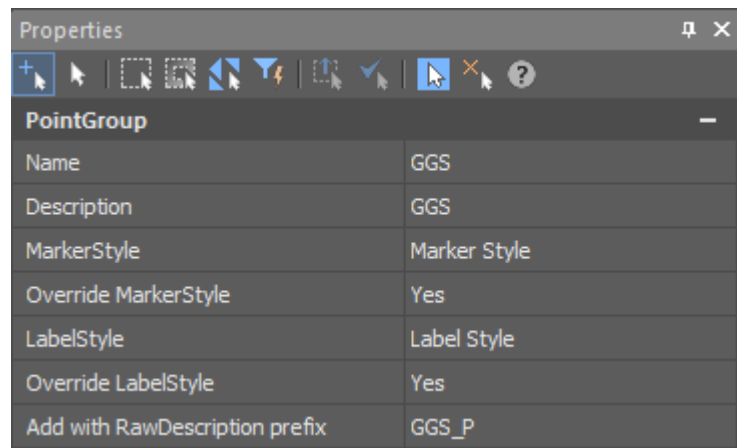 Properties
PointGroup
Name GGS
Description GGS
MarkerStyle Marker Style
Override MarkerStyle Yes
LabelStyle Label Style
Override LabelStyle Yes
Add with RawDescription prefix GGS_P